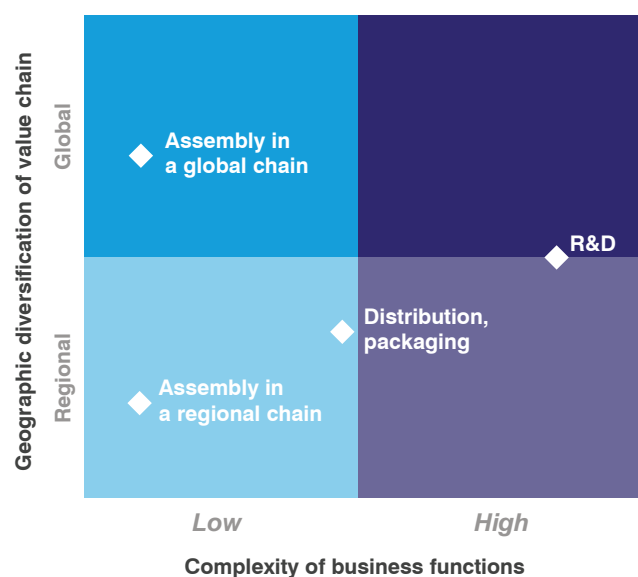 Geographic diversification of value chain
Global
Regional
Assembly in
a global chain
R&D
Distribution,
packaging
Assembly in
a regional chain
Low
High
Complexity of business functions